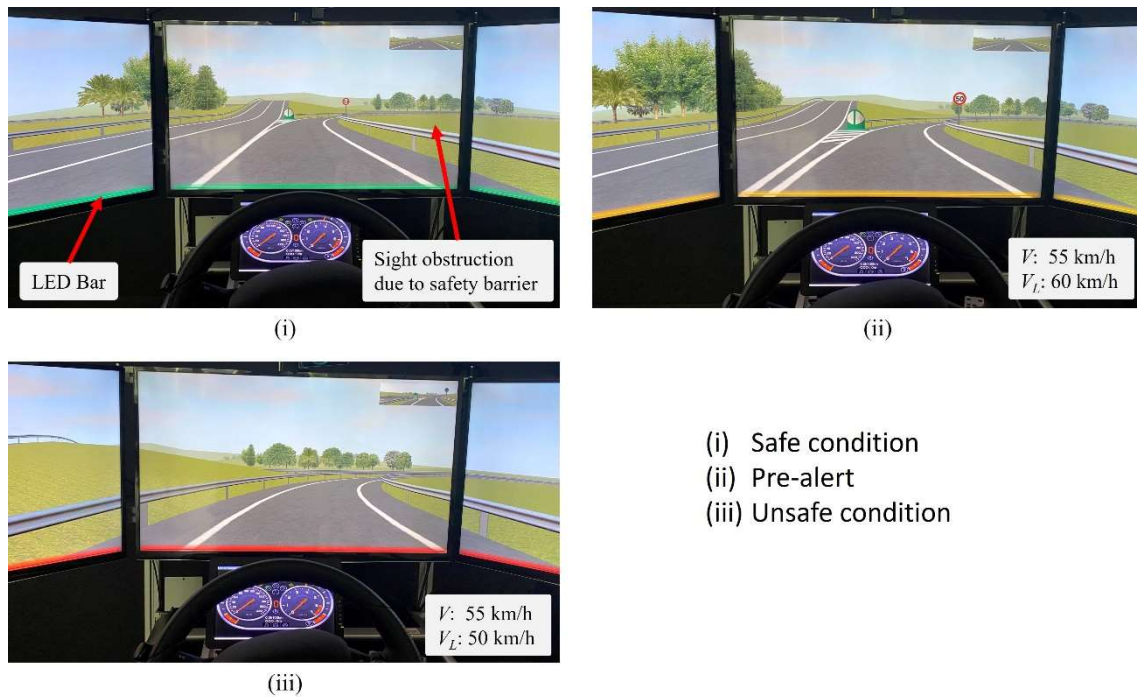 50
LED Bar
Sight obstruction
due to safety barrier
V: 55 km/h
V_L: 60 km/h
(i)
(ii)
V: 55 km/h
V_L: 50 km/h
(i) Safe condition
(ii) Pre-alert
(iii) Unsafe condition
(iii)